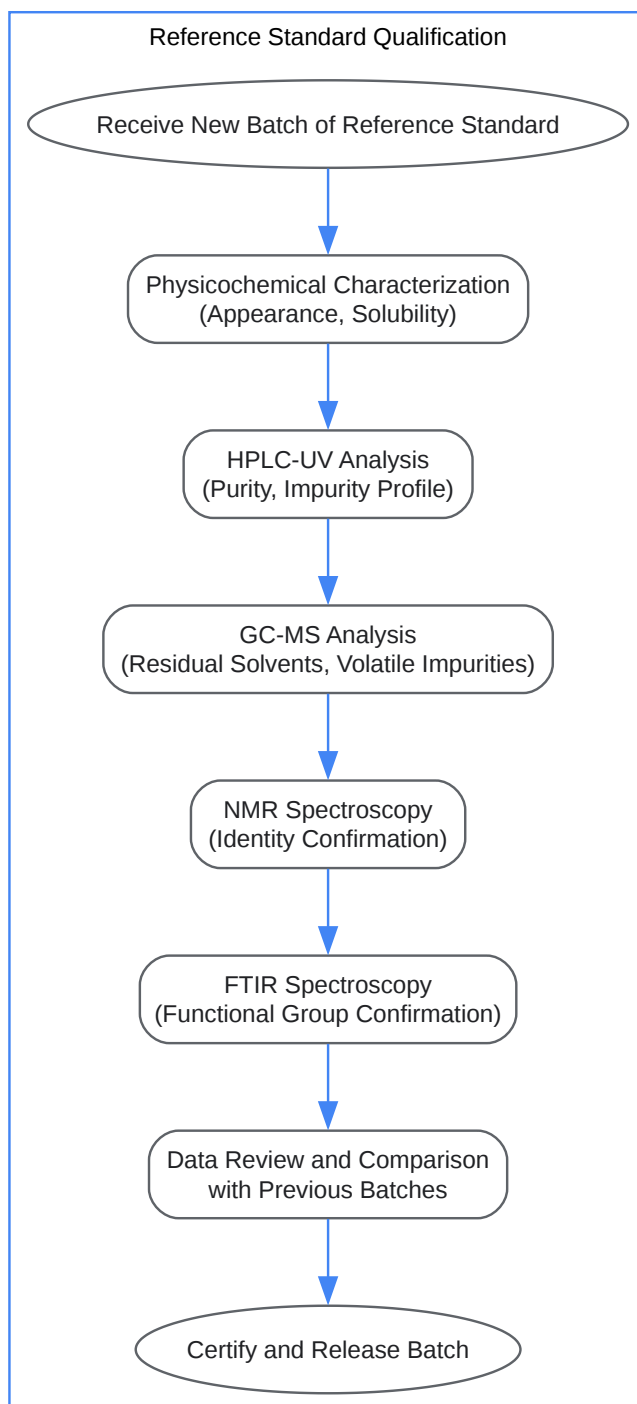 Reference Standard Qualification
Receive New Batch of Reference Standard
Physicochemical Characterization
(Appearance, Solubility)
HPLC-UV Analysis
(Purity, Impurity Profile)
GC-MS Analysis
(Residual Solvents, Volatile Impurities)
NMR Spectroscopy
(Identity Confirmation)
FTIR Spectroscopy
(Functional Group Confirmation)
Data Review and Comparison
with Previous Batches
Certify and Release Batch